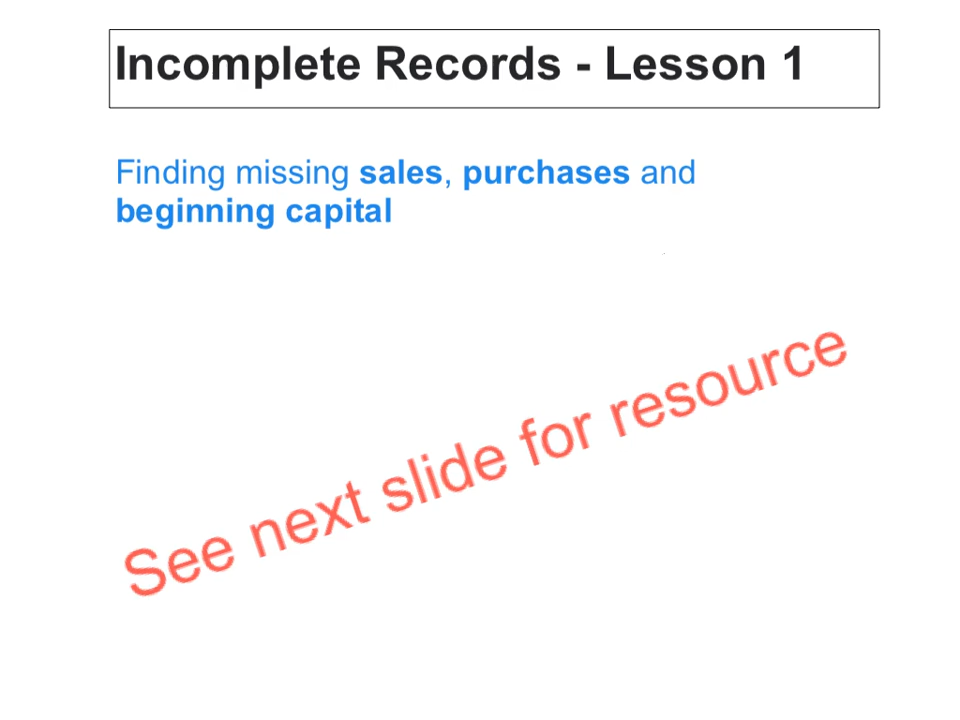 Incomplete Records - Lesson 1
Finding missing sales, purchases and
beginning capital
See next slide for resource